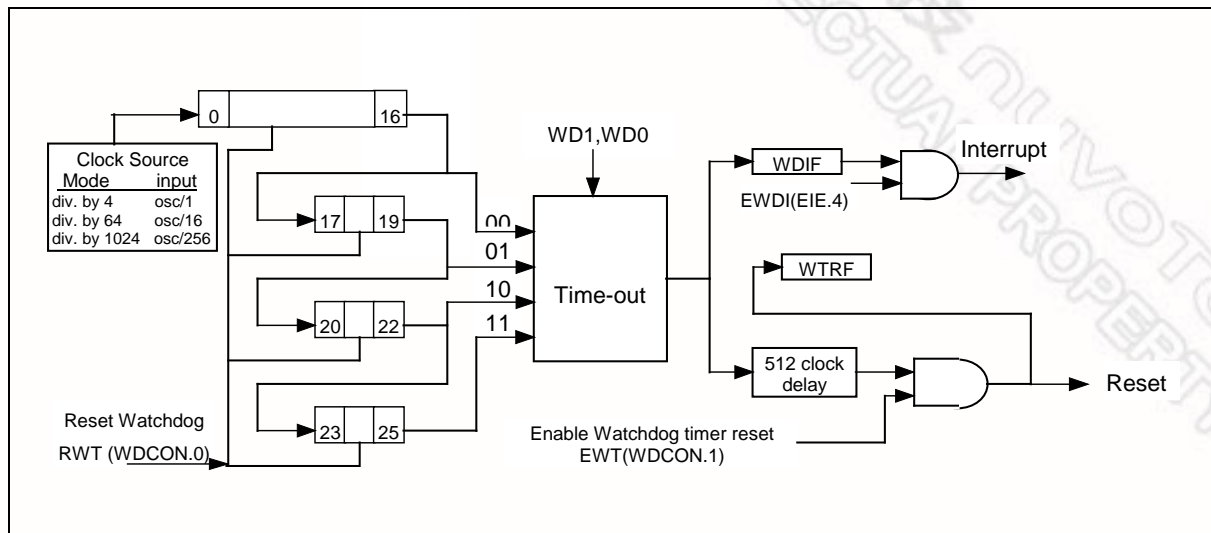 0
16
Clock Source
Mode input
div. by 4 osc/1
div. by 64 osc/16
div. by 1024 osc/256
17
19
20
22
23
25
Reset Watchdog
RWT (WDCON.0)
WD1,WD0
00
01
10
11
Time-out
WDIF
EWDI(EIE.4)
Interrupt
WTRF
512 clock
delay
Reset
Enable Watchdog timer reset
EWT(WDCON.1)
nuvoTo
ECTUAL PROPERTY